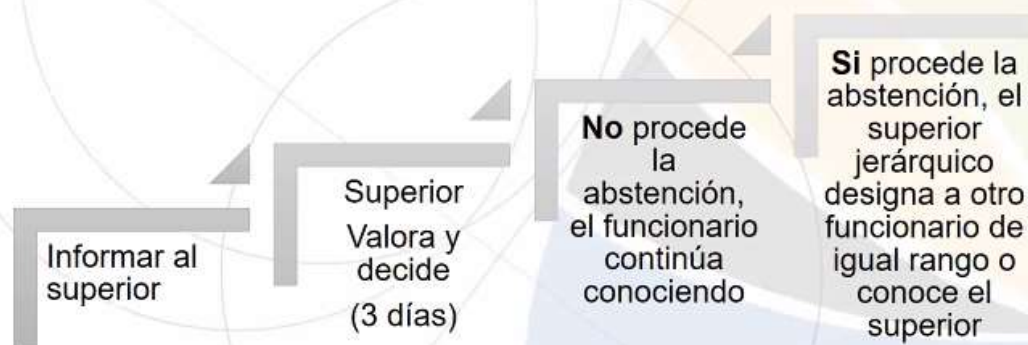 Informar al
superior
Superior
Valora y
decide
(3 días)
No procede
la
abstención,
el funcionario
continúa
conociendo
Si procede la
abstención, el
superior
jerárquico
designa a otro
funcionario de
igual rango o
conoce el
superior